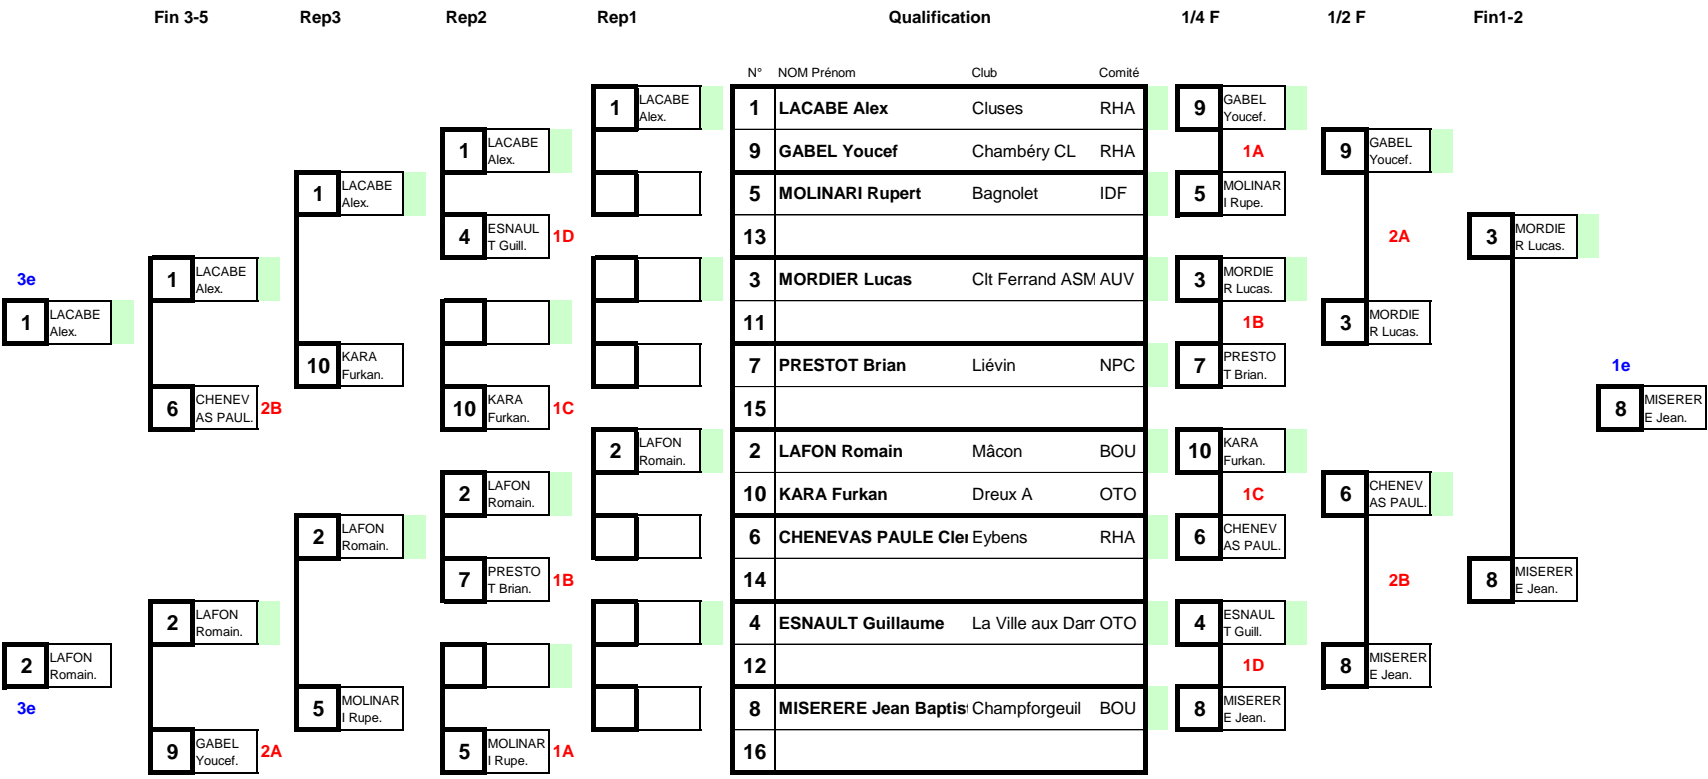 Fin 3-5 Rep3 Rep2 Rep1 Qualification 1/4 F 1/2 F Fin1-2
N° NOM Prénom Club Comité
1 LACABE Alex. 1 LACABE Alex Cluses RHA 9 GABEL Youcef.
1 LACABE Alex. 9 GABEL Youcef Chambéry CL RHA 1A 9 GABEL Youcef.
1 LACABE Alex. 5 MOLINARI Rupert Bagnolet IDF 5 MOLINAR I Rupe.
4 ESNAUL T Guill. 1D 13 2A 3 MORDIE R Lucas.
3e 1 LACABE Alex. 3 MORDIER Lucas Clt Ferrand ASM AUV 3 MORDIE R Lucas.
1 LACABE Alex. 11 1B 3 MORDIE R Lucas.
10 KARA Furkan. 7 PRESTOT Brian Liévin NPC 7 PRESTO T Brian. 1e
6 CHENEV AS PAUL. 2B 10 KARA Furkan. 1C 15 8 MISERER E Jean.
2 LAFON Romain. 2 LAFON Romain Mâcon BOU 10 KARA Furkan.
2 LAFON Romain. 10 KARA Furkan Dreux A OTO 1C 6 CHENEV AS PAUL.
2 LAFON Romain. 6 CHENEVAS PAULE Cler Eybens RHA 6 CHENEV AS PAUL.
7 PRESTO T Brian. 1B 14 2B 8 MISERER E Jean.
2 LAFON Romain. 4 ESNAULT Guillaume La Ville aux Dam OTO 4 ESNAUL T Guill.
2 LAFON Romain. 12 1D 8 MISERER E Jean.
3e 5 MOLINAR I Rupe. 8 MISERERE Jean Baptist Champforgeuil BOU 8 MISERER E Jean.
9 GABEL Youcef. 2A 5 MOLINAR I Rupe. 1A 16